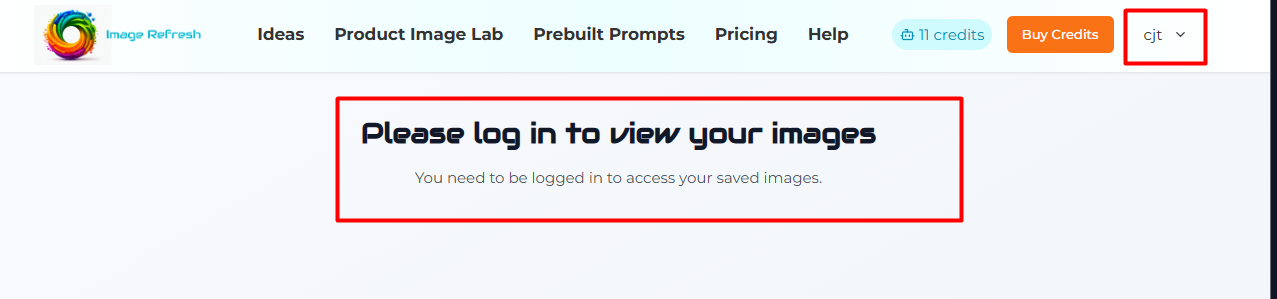 Image Refresh
Ideas Product Image Lab Prebuilt Prompts Pricing Help 11 credits Buy Credits cjt
Please log in to view your images
You need to be logged in to access your saved images.